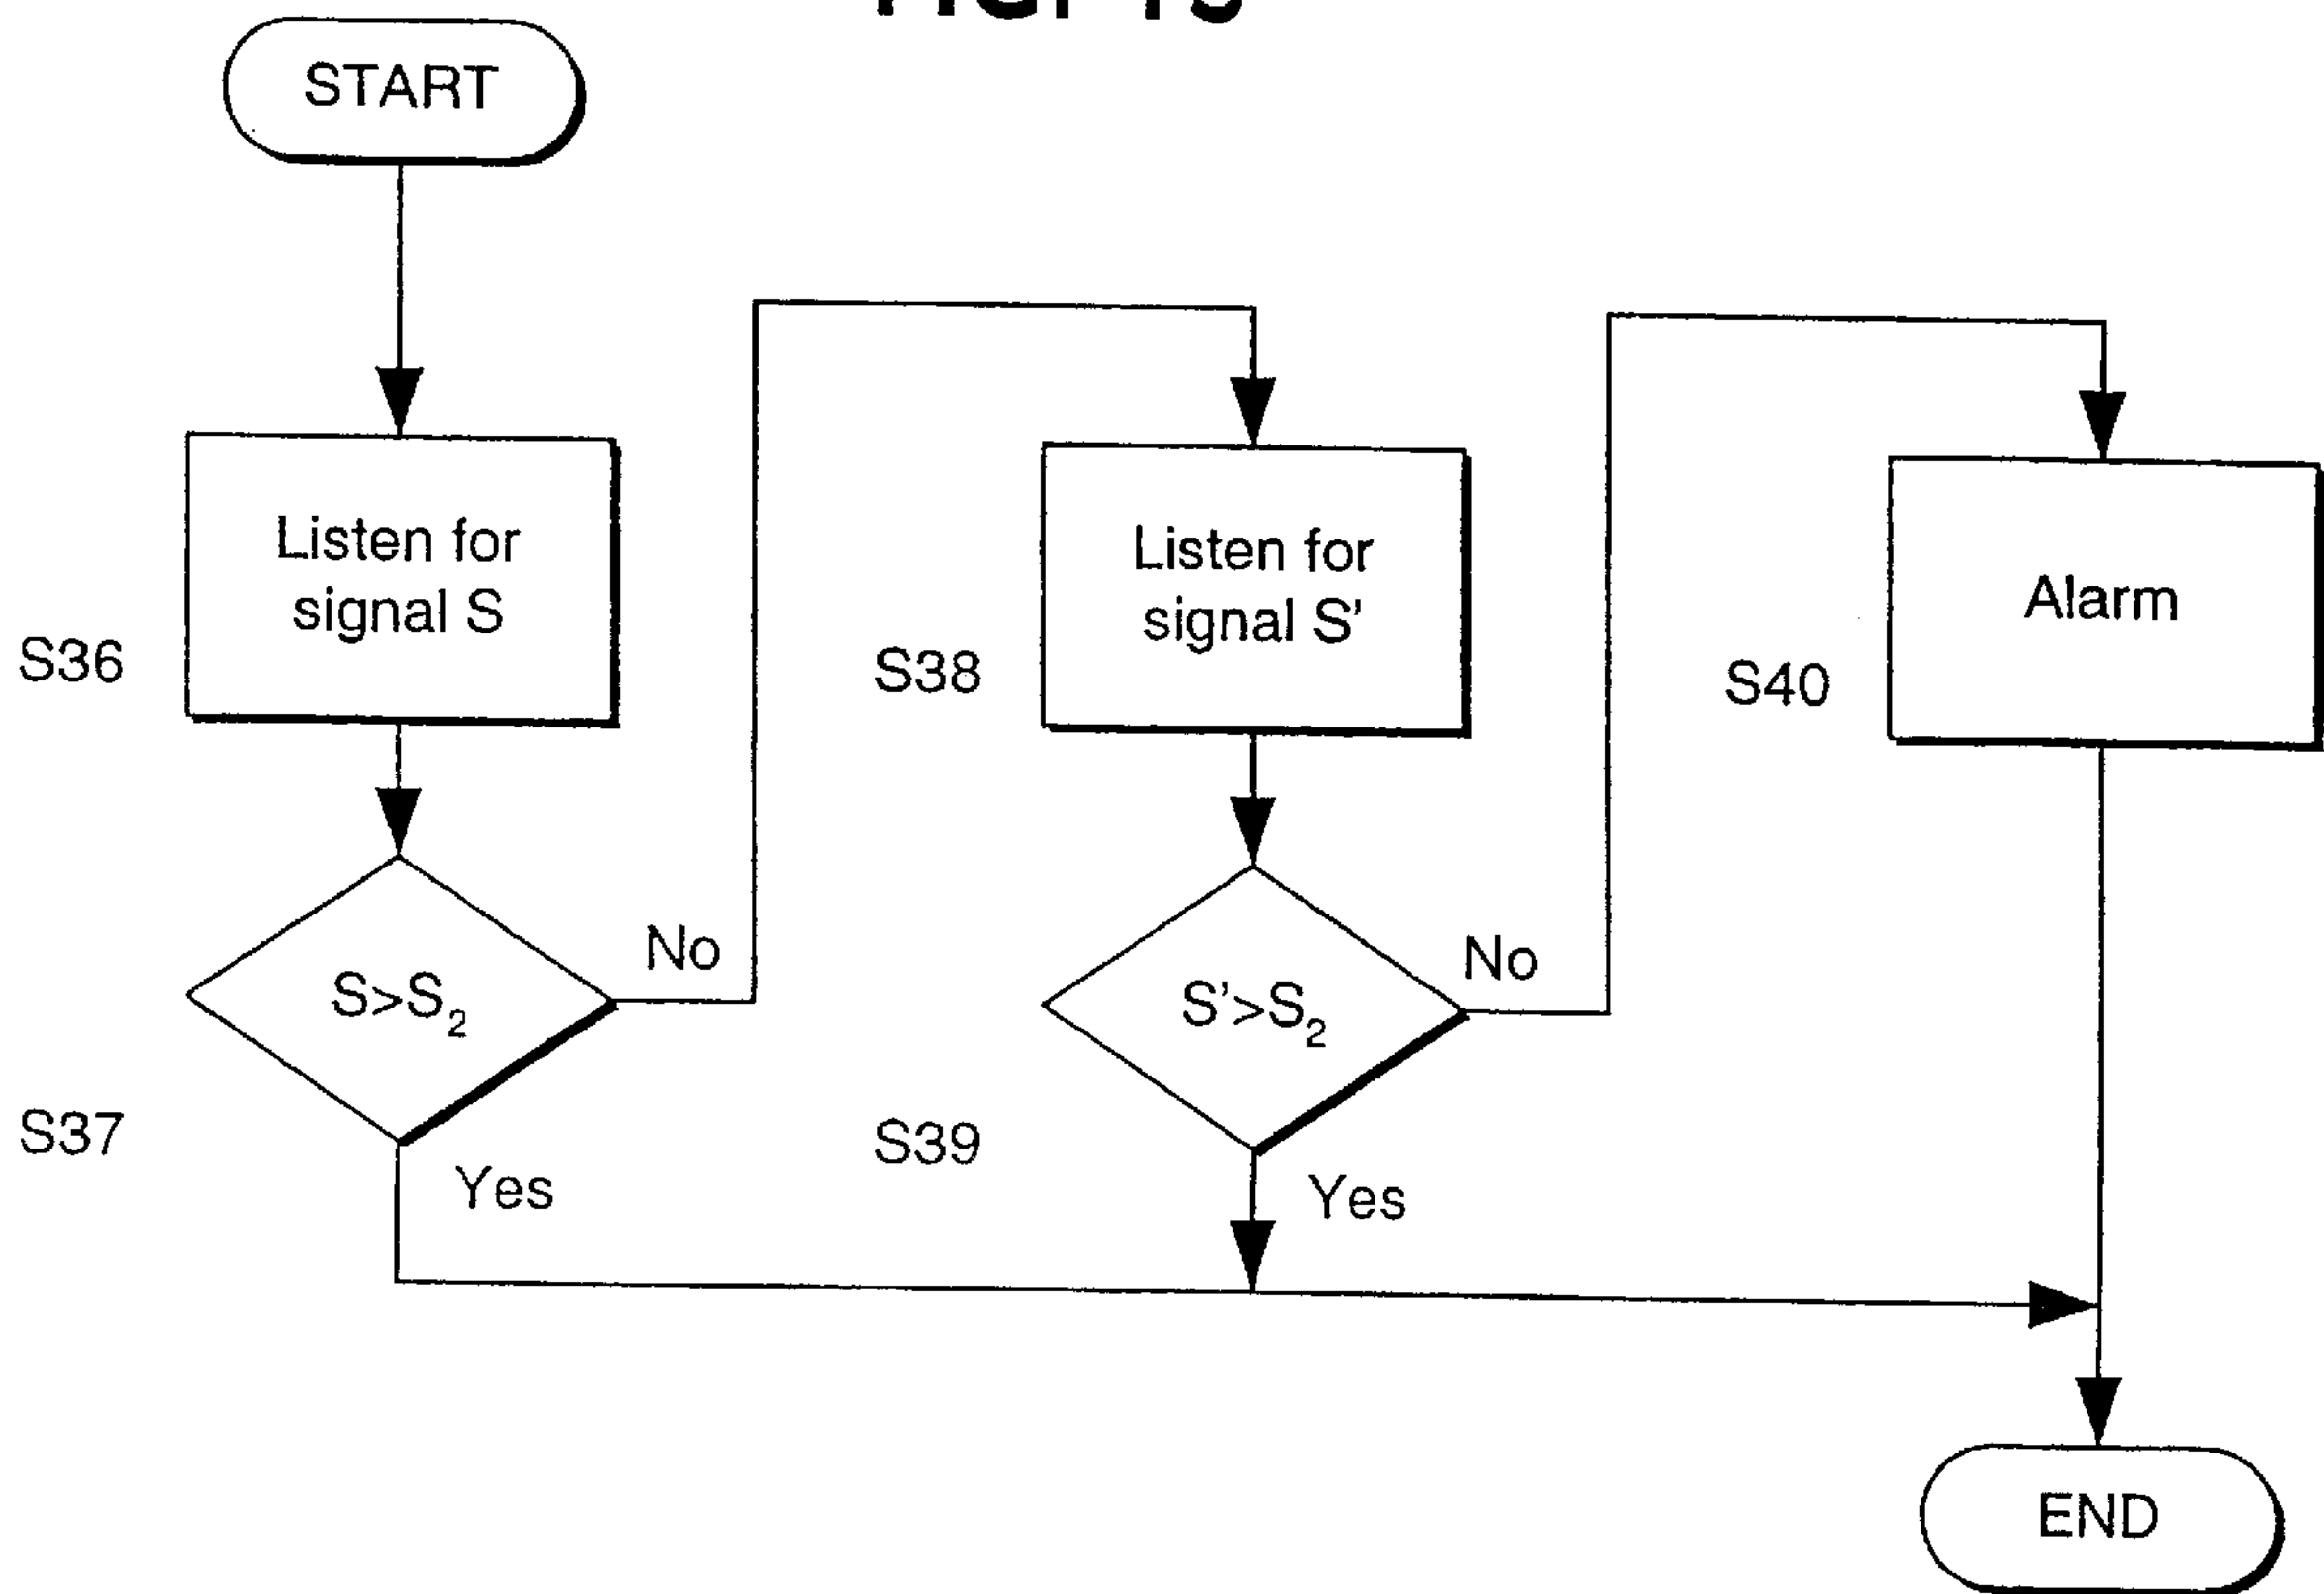 START
Listen for
signal S
S36
S>S₂
No
S37
Yes
Listen for
signal S'
S38
S'>S₂
No
S39
Yes
Alarm
S40
END